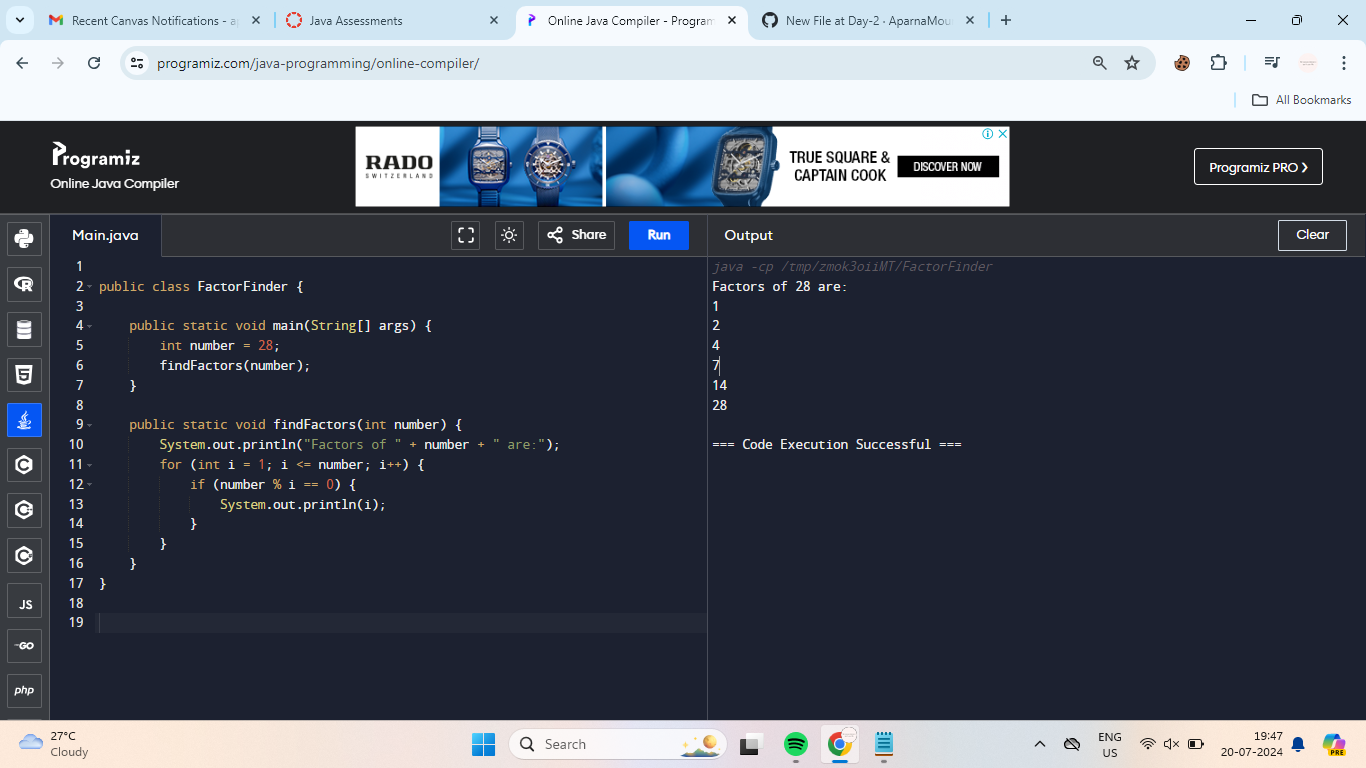 Recent Canvas Notifications - a
Java Assessments
Online Java Compiler - Program
New File at Day-2 · AparnaMou
programiz.com/java-programming/online-compiler/
All Bookmarks
Programiz
Online Java Compiler
RADO
SWITZERLAND
TRUE SQUARE &
CAPTAIN COOK
DISCOVER NOW
Programiz PRO
Main.java
Share
Run
Output
Clear
1
2 public class FactorFinder {
3
4 public static void main(String[] args) {
5 int number = 28;
6 findFactors(number);
7 }
8
9 public static void findFactors(int number) {
10 System.out.println("Factors of " + number + " are:");
11 for (int i = 1; i <= number; i++) {
12 if (number % i == 0) {
13 System.out.println(i);
14 }
15 }
16 }
17 }
18
19
java -cp /tmp/zmok3oiiMT/FactorFinder
Factors of 28 are:
1
2
4
7
14
28
=== Code Execution Successful ===
R
5
C
C
C
JS
GO
php
27°C
Cloudy
Search
ENG
US
19:47
20-07-2024
PRE